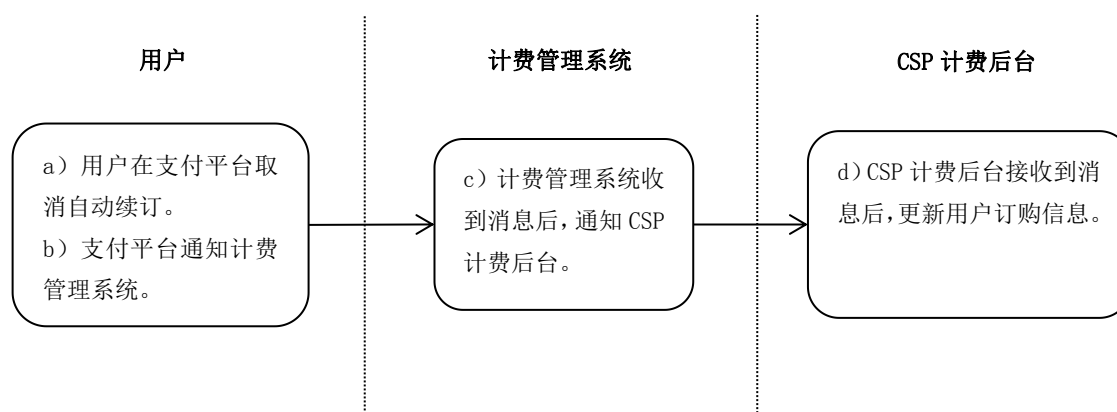 用户
计费管理系统
CSP 计费后台
a）用户在支付平台取
消自动续订。
b）支付平台通知计费
管理系统。
c）计费管理系统收
到消息后，通知 CSP
计费后台。
d）CSP 计费后台接收到消
息后，更新用户订购信息。